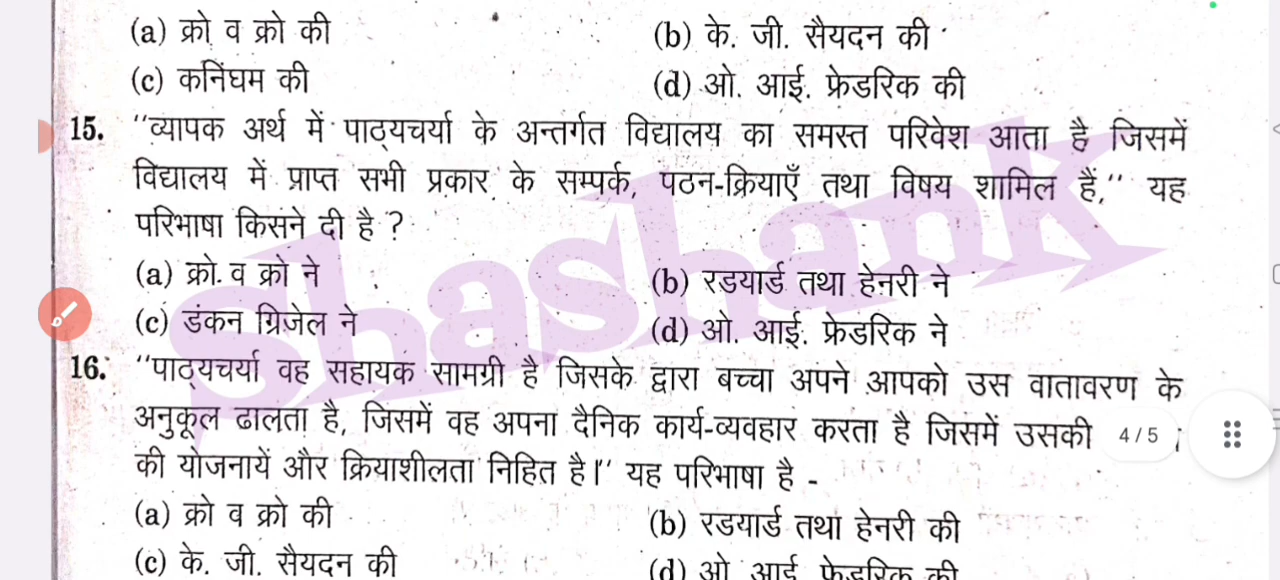 (a) क्रो व क्रो की (b) के. जी. सैयदन की
(c) कनिंघम की (d) ओ. आई. फ्रेडरिक की
15. "व्यापक अर्थ में पाठ्यचर्या के अन्तर्गत विद्यालय का समस्त परिवेश आता है जिसमें
विद्यालय में प्राप्त सभी प्रकार के सम्पर्क, पठन-क्रियाएँ तथा विषय शामिल हैं," यह
परिभाषा किसने दी है ?
(a) क्रो. व क्रो ने (b) रडयार्ड तथा हेनरी ने
(c) डंकन ग्रिजेल ने (d) ओ. आई. फ्रेडरिक ने
16. "पाठ्यचर्या वह सहायक सामग्री है जिसके द्वारा बच्चा अपने आपको उस वातावरण के
अनुकूल ढालता है, जिसमें वह अपना दैनिक कार्य-व्यवहार करता है जिसमें उसकी
4/5
की योजनायें और क्रियाशीलता निहित है।" यह परिभाषा है -
(a) क्रो व क्रो की (b) रडयार्ड तथा हेनरी की
(c) के. जी. सैयदन की (d) ओ आई फ्रेडरिक की
Shashank